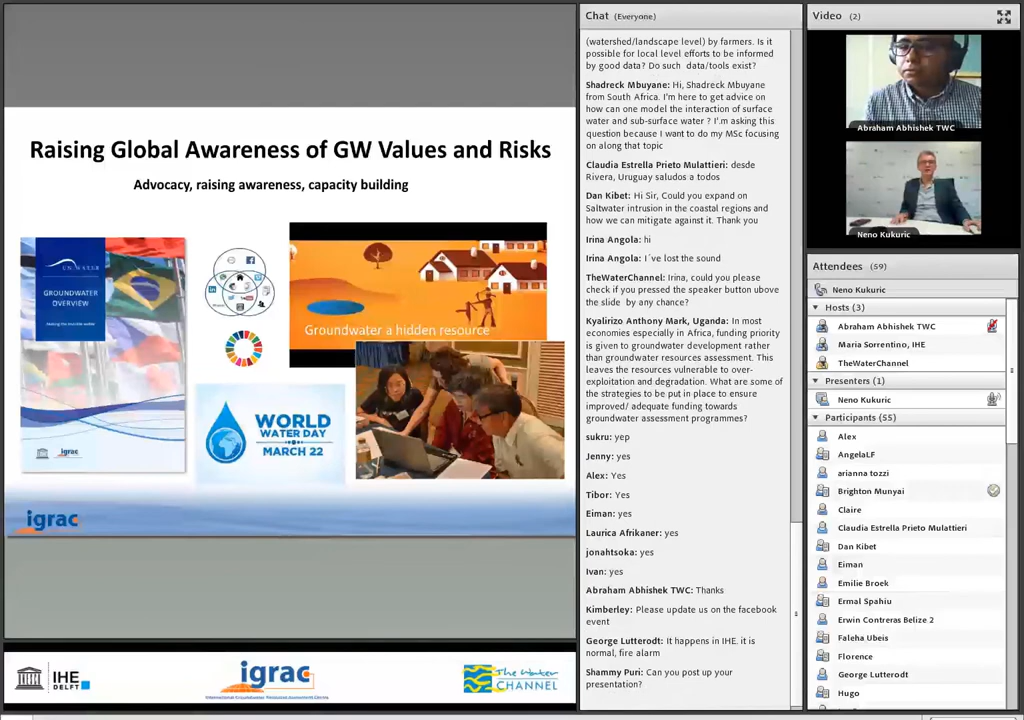 Raising Global Awareness of GW Values and Risks
Advocacy, raising awareness, capacity building
UN WATER
GROUNDWATER
OVERVIEW
Groundwater a hidden resource
WORLD
WATER DAY
MARCH 22
igrac
igrac
IHE
DELFT
igrac
The Water
CHANNEL
Chat (Everyone)
(watershed/landscape level) by farmers. Is it
possible for local level efforts to be informed
by good data? Do such data/tools exist?
Shadreck Mbuyane: Hi, Shadreck Mbuyane
from South Africa. I'm here to get advice on
how can one model the interaction of surface
water and sub-surface water ? I'.m asking this
question because I want to do my MSc focusing
on along that topic
Claudia Estrella Prieto Mulattieri: desde
Rivera, Uruguay saludos a todos
Dan Kibet: Hi Sir, Could you expand on
Saltwater intrusion in the coastal regions and
how we can mitigate against it. Thank you
Irina Angola: hi
Irina Angola: I´ve lost the sound
TheWaterChannel: Irina, could you please
check if you pressed the speaker button ubove
the slide by any chance?
Kyalirizo Anthony Mark, Uganda: In most
economies especially in Africa, funding priority
is given to groundwater development rather
than groundwater resources assessment. This
leaves the resources vulnerable to over-
exploitation and degradation. What are some of
the strategies to be put in place to ensure
improved/ adequate funding towards
groundwater assessment programmes?
sukru: yep
Jenny: yes
Alex: Yes
Tibor: Yes
Eiman: yes
Laurica Afrikaner: yes
jonahtsoka: yes
Ivan: yes
Abraham Abhishek TWC: Thanks
Kimberley: Please update us on the facebook
event
George Lutterodt: It happens in IHE. it is
normal, fire alarm
Shammy Puri: Can you post up your
presentation?
Video (2)
Abraham Abhishek TWC
Neno Kukuric
Attendees (59)
Neno Kukuric
Hosts (3)
Abraham Abhishek TWC
Maria Sorrentino, IHE
TheWaterChannel
Presenters (1)
Neno Kukuric
Participants (55)
Alex
AngelaLF
arianna tozzi
Brighton Munyai
Claire
Claudia Estrella Prieto Mulattieri
Dan Kibet
Eiman
Emilie Broek
Ermal Spahiu
Erwin Contreras Belize 2
Faleha Ubeis
Florence
George Lutterodt
Hugo